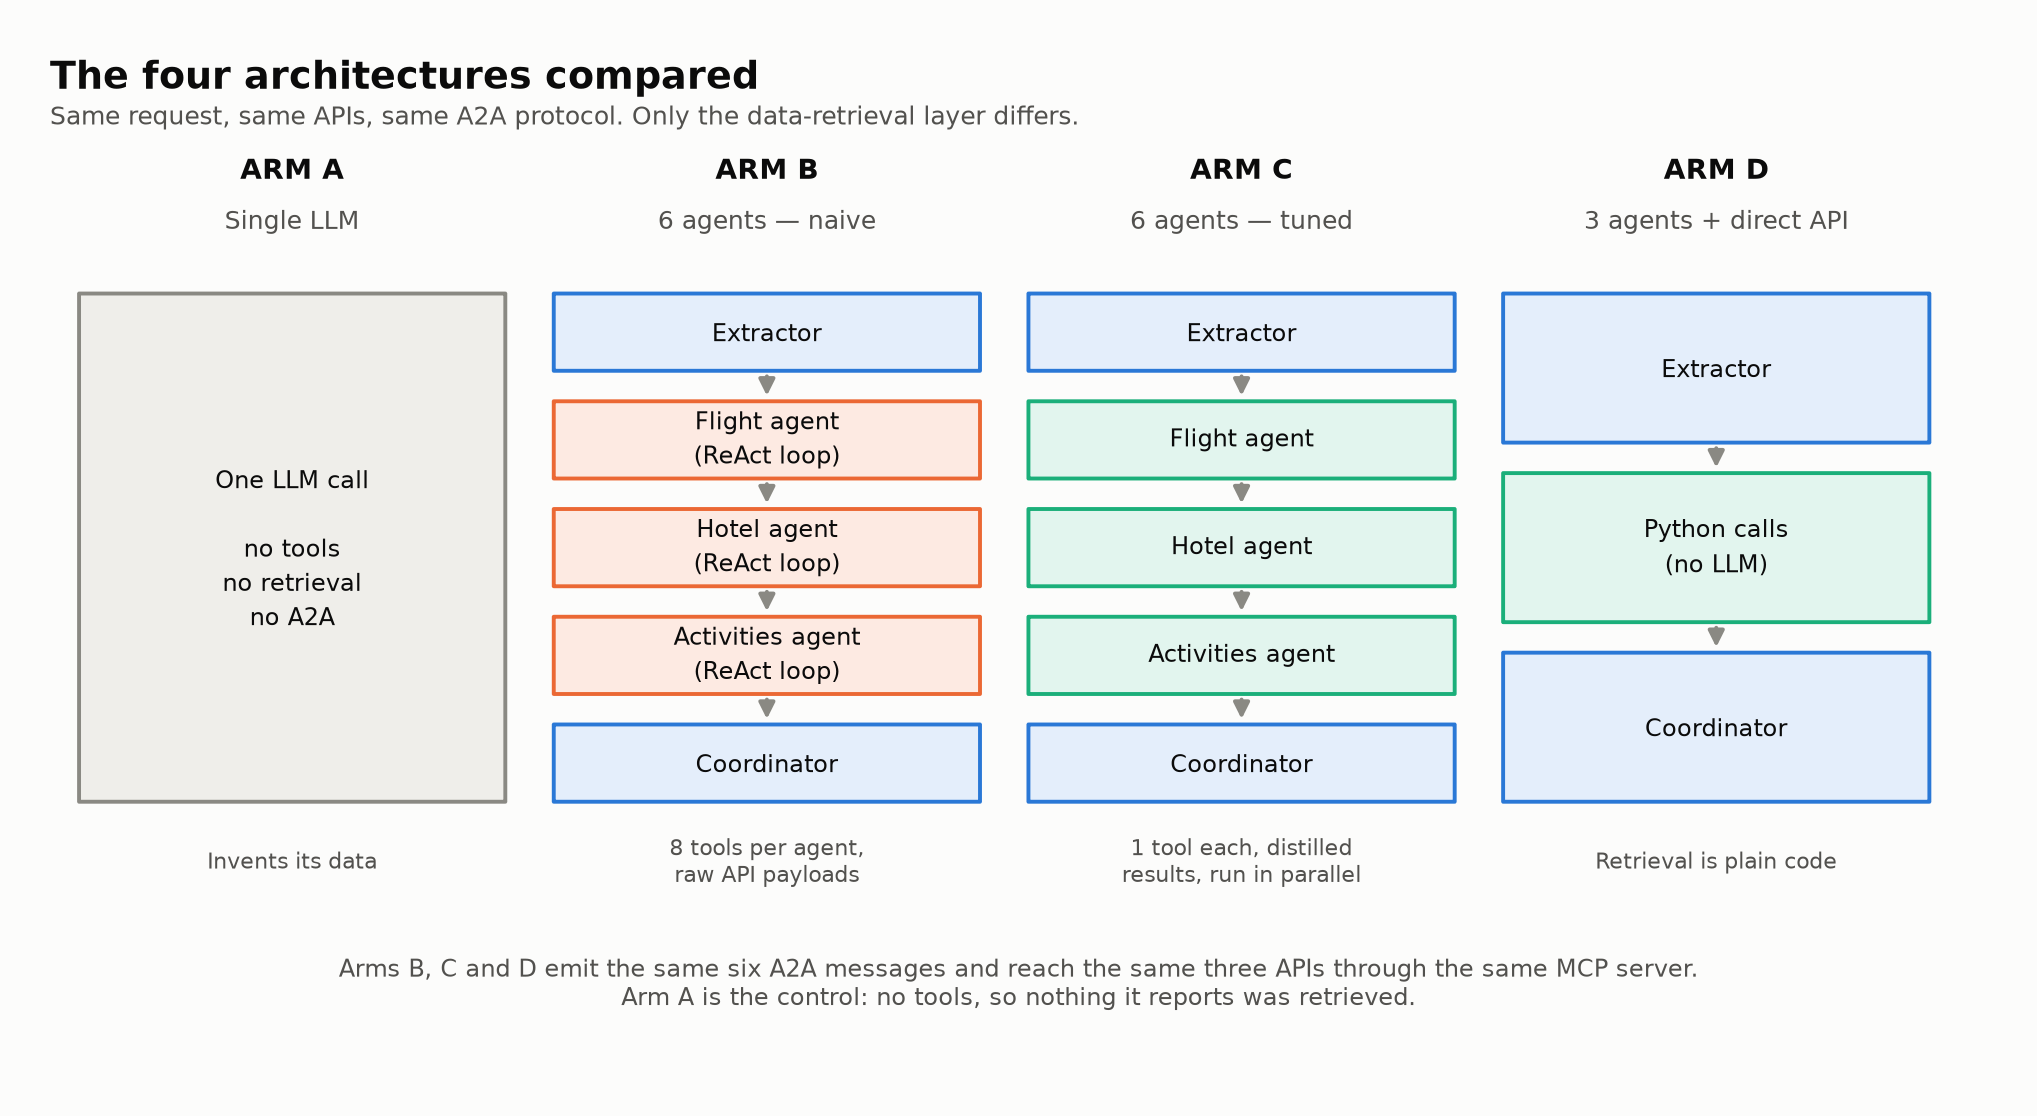 The four architectures compared
Same request, same APIs, same A2A protocol. Only the data-retrieval layer differs.
ARM A
Single LLM
One LLM call
no tools
no retrieval
no A2A
Invents its data
ARM B
6 agents — naive
Extractor
Flight agent
(ReAct loop)
Hotel agent
(ReAct loop)
Activities agent
(ReAct loop)
Coordinator
8 tools per agent,
raw API payloads
ARM C
6 agents — tuned
Extractor
Flight agent
Hotel agent
Activities agent
Coordinator
1 tool each, distilled
results, run in parallel
ARM D
3 agents + direct API
Extractor
Python calls
(no LLM)
Coordinator
Retrieval is plain code
Arms B, C and D emit the same six A2A messages and reach the same three APIs through the same MCP server.
Arm A is the control: no tools, so nothing it reports was retrieved.